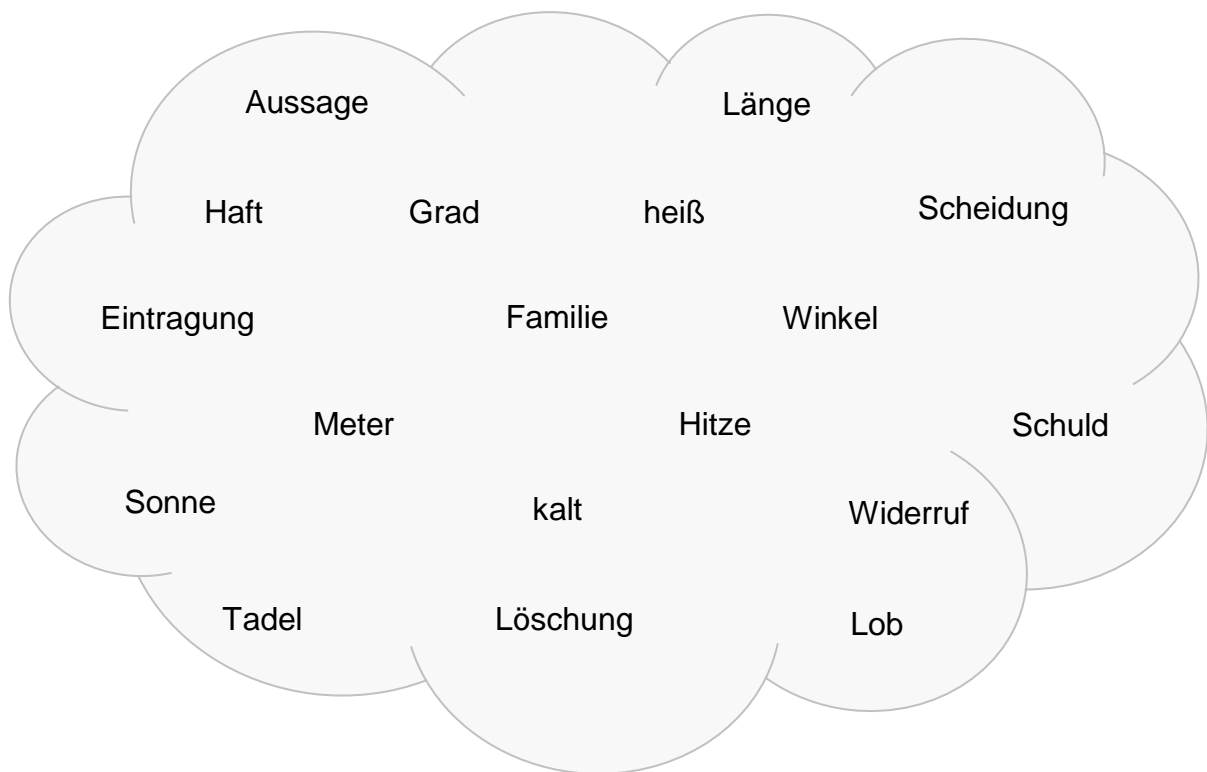 Aussage Länge
Haft Grad heiß Scheidung
Eintragung Familie Winkel
Meter Hitze Schuld
Sonne kalt Widerruf
Tadel Löschung Lob